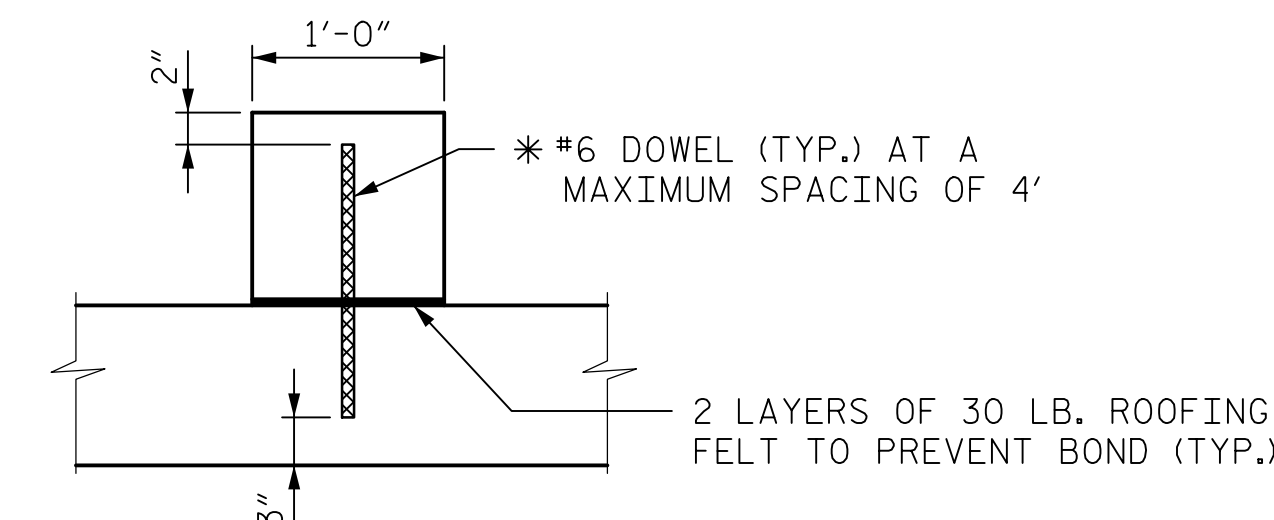 1'-0"
2"
* #6 DOWEL (TYP.) AT A
MAXIMUM SPACING OF 4'
2 LAYERS OF 30 LB. ROOFING
FELT TO PREVENT BOND (TYP.)
3"